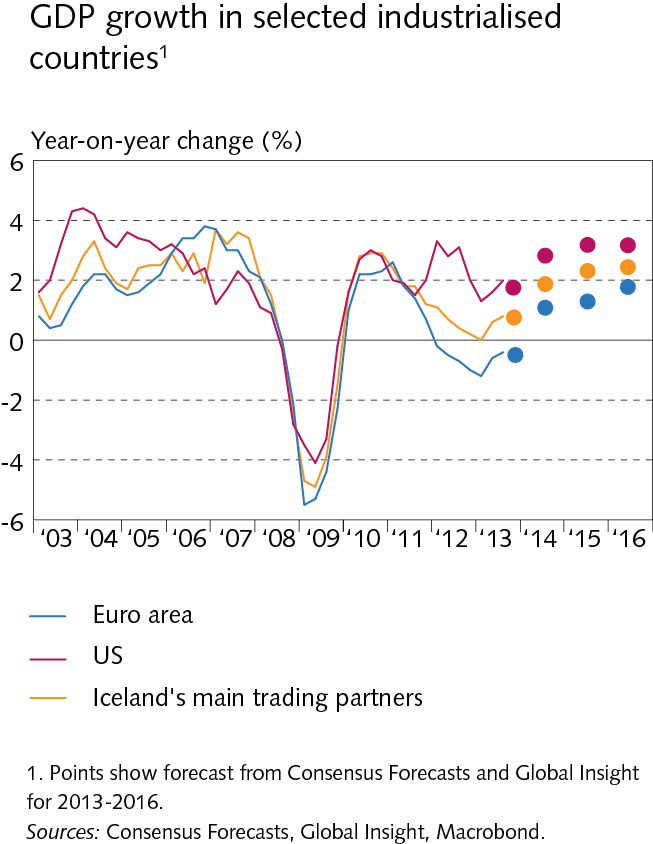 GDP growth in selected industrialised
countries¹
Year-on-year change (%)
6
4
2
0
-2
-4
-6
‘03 ‘04 ‘05 ‘06 ‘07 ‘08 ‘09 ‘10 ‘11 ‘12 ‘13 ‘14 ‘15 ‘16
Euro area
US
Iceland's main trading partners
1. Points show forecast from Consensus Forecasts and Global Insight
for 2013-2016.
Sources: Consensus Forecasts, Global Insight, Macrobond.